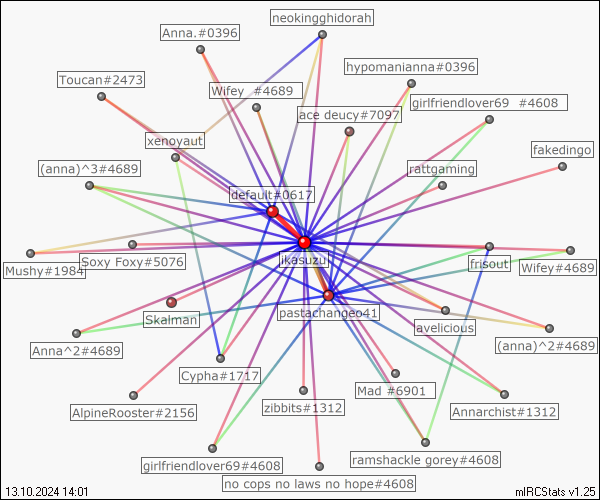 neokingghidorah
Anna.#0396
hypomanianna#0396
Toucan#2473
Wifey  #4689
girlfriendlover69  #4608
ace deucy#7097
xenoyaut
fakedingo
(anna)^3#4689
rattgaming
default#0617
Soxy Foxy#5076
ikasuzu
frisout
Mushy#1984
Wifey#4689
pastachangeo41
Skalman
avelicious
Anna^2#4689
(anna)^2#4689
Cypha#1717
Mad #6901
AlpineRooster#2156
zibbits#1312
Annarchist#1312
girlfriendlover69#4608
ramshackle gorey#4608
no cops no laws no hope#4608
13.10.2024 14:01
mIRCStats v1.25